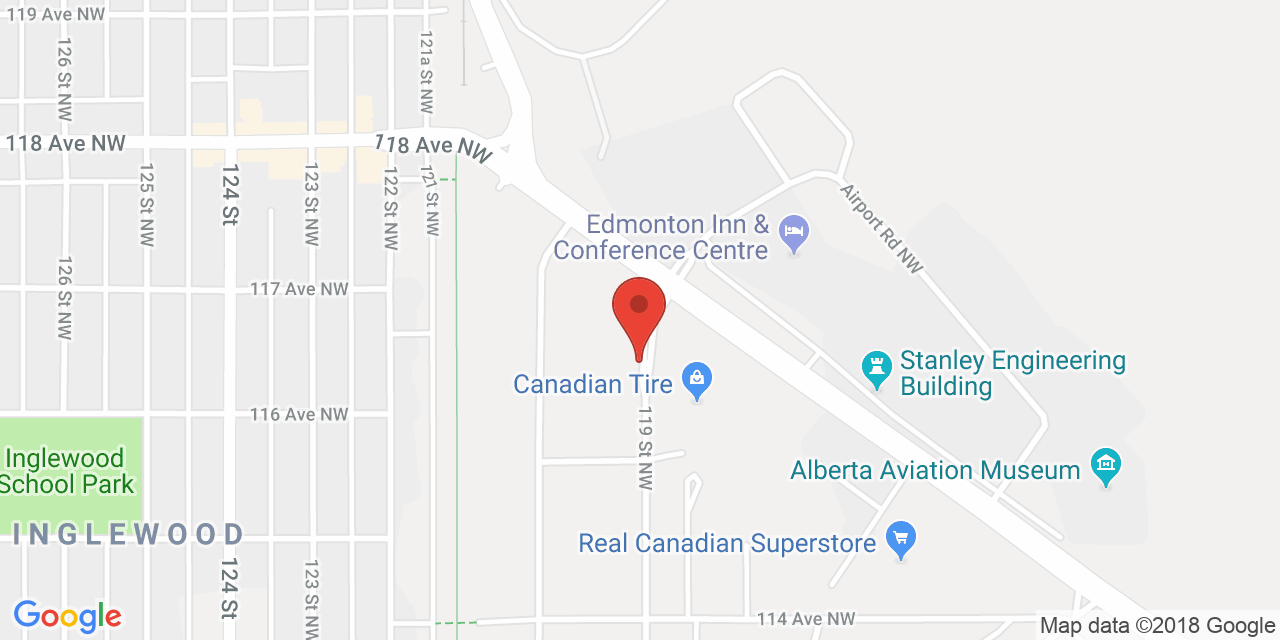 119 Ave NW
126 St NW
121a St NW
118 Ave NW
118 Ave NW
125 St NW
124 St
123 St NW
122 St NW
121 St NW
Airport Rd NW
Edmonton Inn &
Conference Centre
126 St NW
117 Ave NW
Stanley Engineering
Building
Canadian Tire
116 Ave NW
119 St NW
Inglewood
School Park
Alberta Aviation Museum
INGLEWOOD
Real Canadian Superstore
124 St
123 St NW
Google
114 Ave NW
Map data ©2018 Google